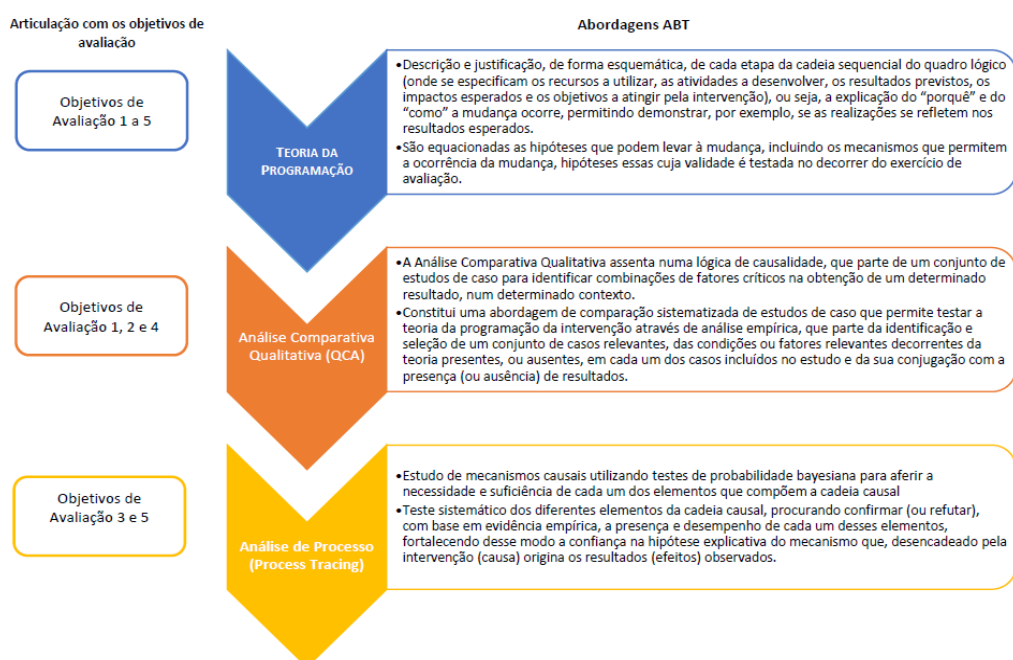 Articulação com os objetivos de
avaliação
Abordagens ABT
Objetivos de
Avaliação 1 a 5
TEORIA DA
PROGRAMAÇÃO
•Descrição e justificação, de forma esquemática, de cada etapa da cadeia sequencial do quadro lógico
(onde se especificam os recursos a utilizar, as atividades a desenvolver, os resultados previstos, os
impactos esperados e os objetivos a atingir pela intervenção), ou seja, a explicação do “porquê” e do
“como” a mudança ocorre, permitindo demonstrar, por exemplo, se as realizações se refletem nos
resultados esperados.
•São equacionadas as hipóteses que podem levar à mudança, incluindo os mecanismos que permitem
a ocorrência da mudança, hipóteses essas cuja validade é testada no decorrer do exercício de
avaliação.
Objetivos de
Avaliação 1, 2 e 4
Análise Comparativa
Qualitativa (QCA)
•A Análise Comparativa Qualitativa assenta numa lógica de causalidade, que parte de um conjunto de
estudos de caso para identificar combinações de fatores críticos na obtenção de um determinado
resultado, num determinado contexto.
•Constitui uma abordagem de comparação sistematizada de estudos de caso que permite testar a
teoria da programação da intervenção através de análise empírica, que parte da identificação e
seleção de um conjunto de casos relevantes, das condições ou fatores relevantes decorrentes da
teoria presentes, ou ausentes, em cada um dos casos incluídos no estudo e da sua conjugação com a
presença (ou ausência) de resultados.
Objetivos de
Avaliação 3 e 5
Análise de Processo
(Process Tracing)
•Estudo de mecanismos causais utilizando testes de probabilidade bayesiana para aferir a
necessidade e suficiência de cada um dos elementos que compõem a cadeia causal
•Teste sistemático dos diferentes elementos da cadeia causal, procurando confirmar (ou refutar),
com base em evidência empírica, a presença e desempenho de cada um desses elementos,
fortalecendo desse modo a confiança na hipótese explicativa do mecanismo que, desencadeado pela
intervenção (causa) origina os resultados (efeitos) observados.